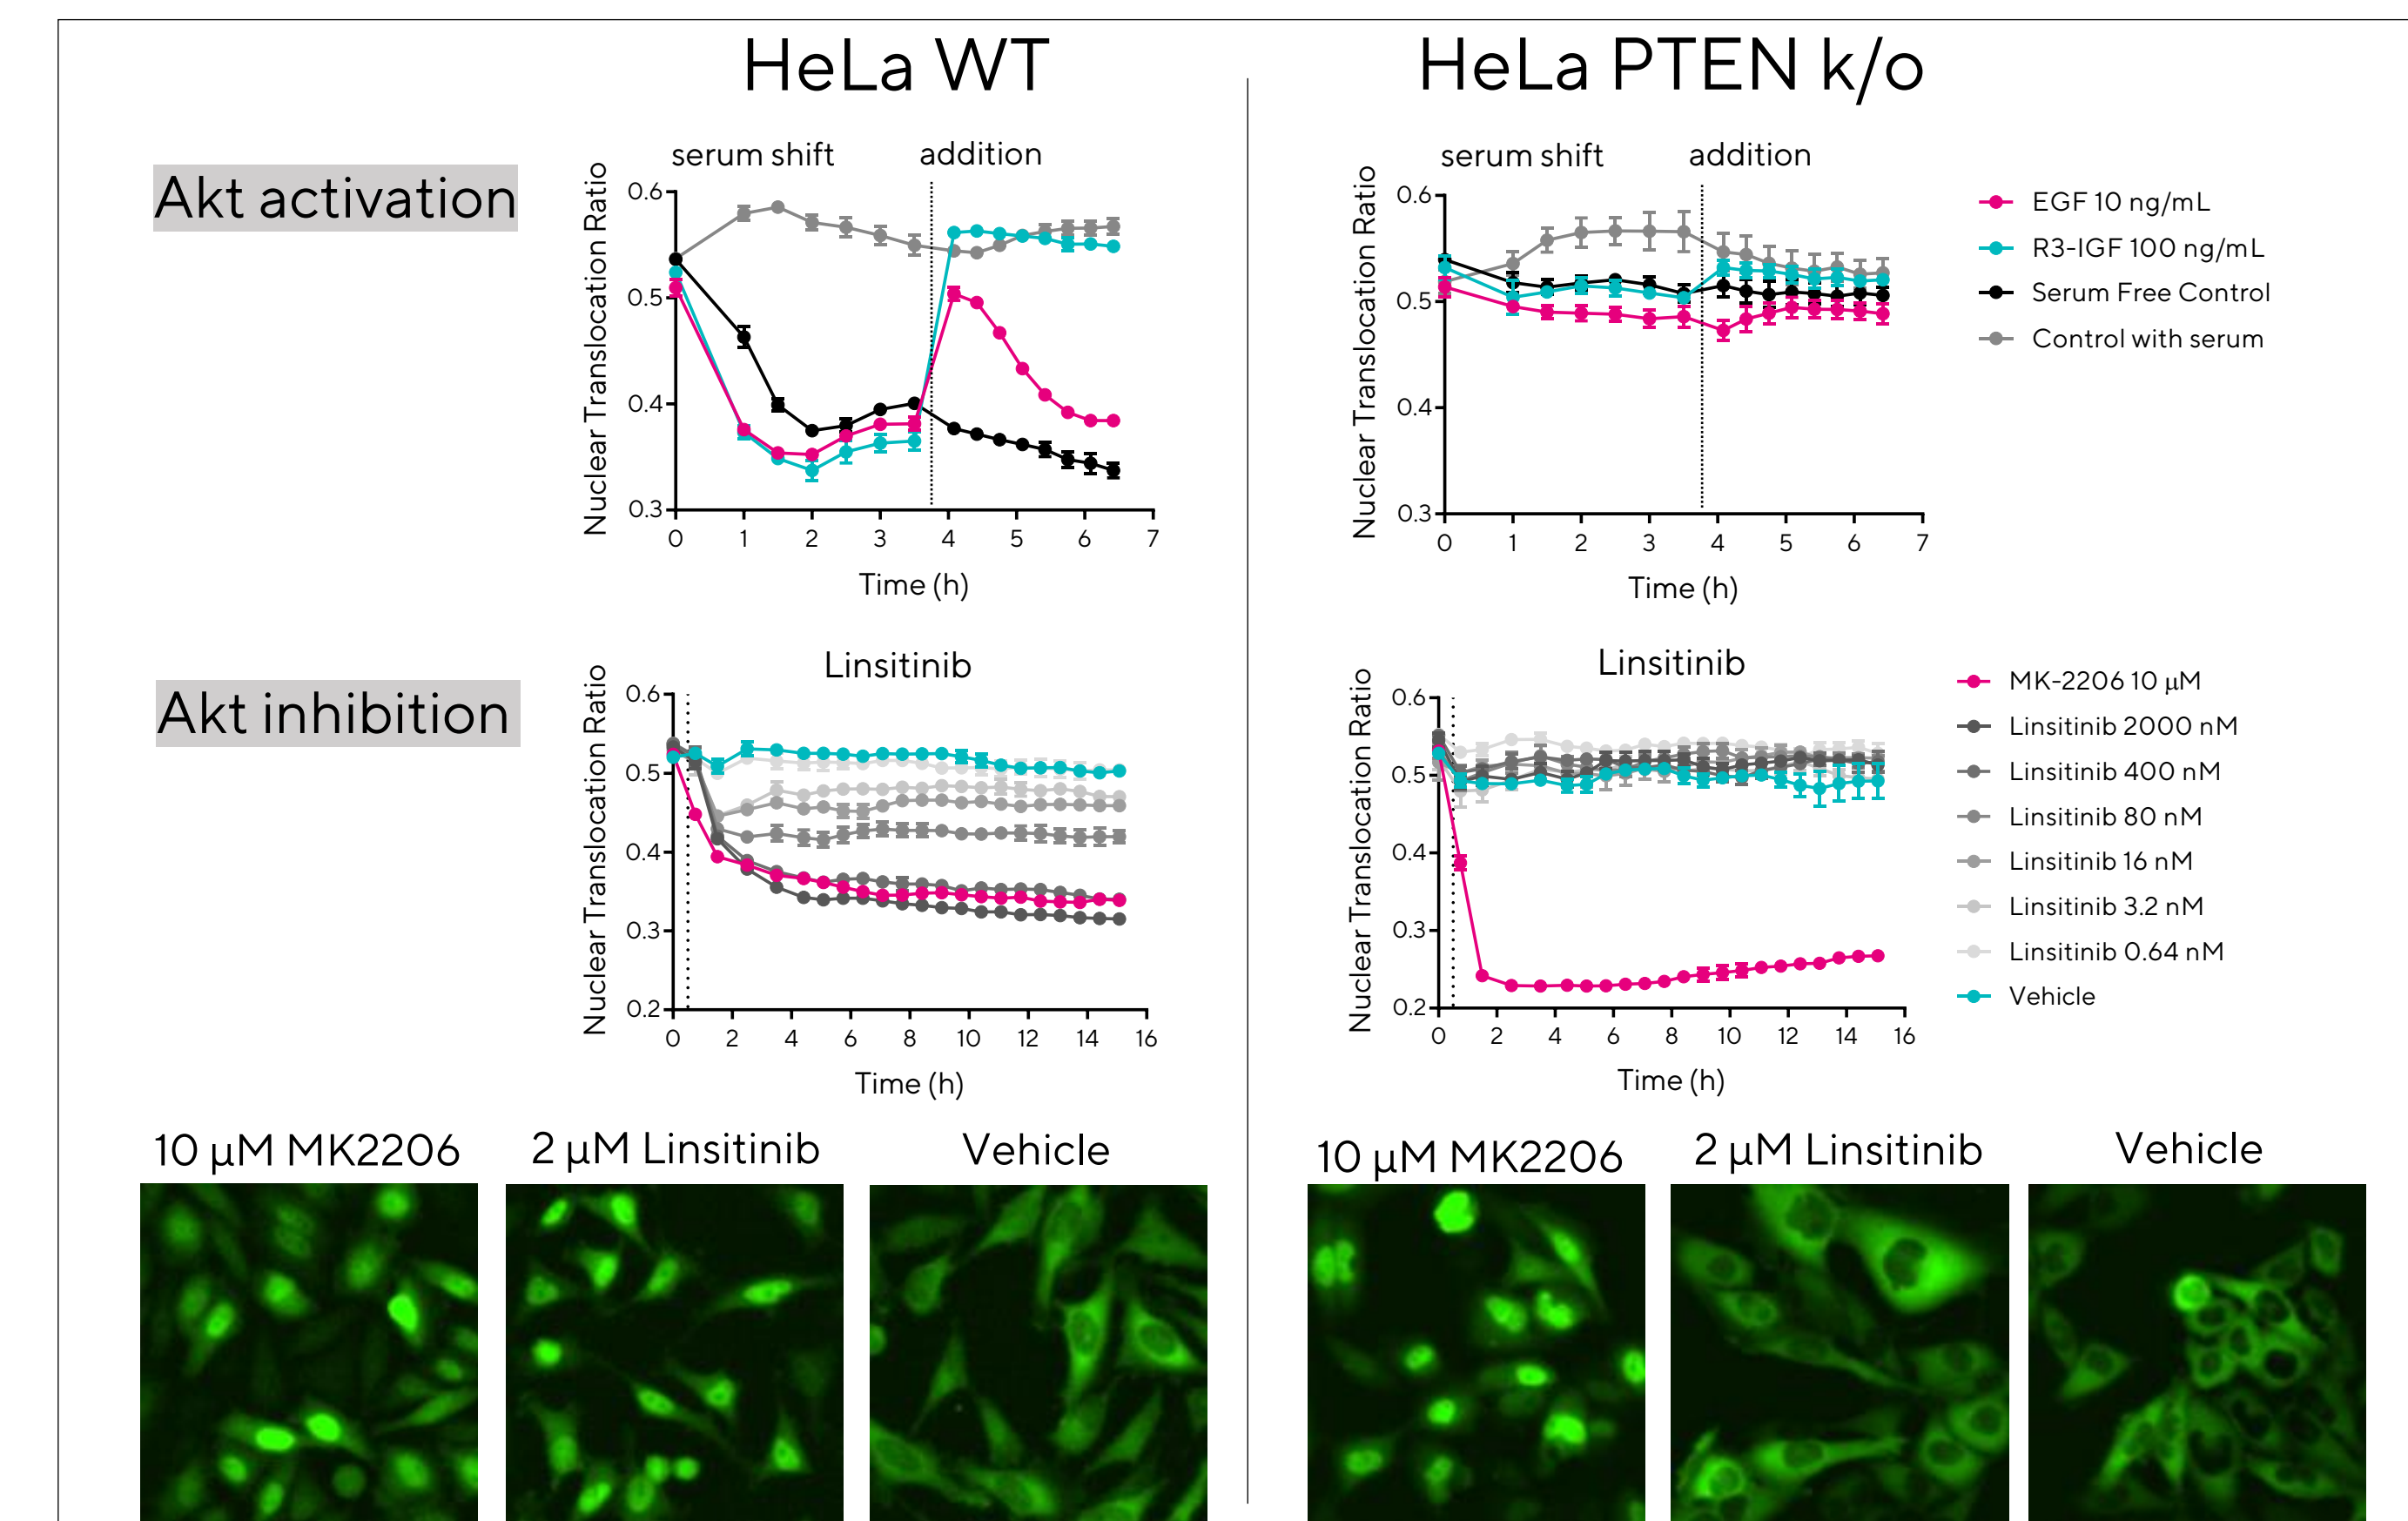 HeLa WT
HeLa PTEN k/o
Akt activation
serum shift
addition
Nuclear Translocation Ratio
0.6
0.5
0.4
0.3
0 1 2 3 4 5 6 7
Time (h)
serum shift
addition
Nuclear Translocation Ratio
0.6
0.5
0.4
0.3
0 1 2 3 4 5 6 7
Time (h)
EGF 10 ng/mL
R3-IGF 100 ng/mL
Serum Free Control
Control with serum
Akt inhibition
Linsitinib
Nuclear Translocation Ratio
0.6
0.5
0.4
0.3
0.2
0 2 4 6 8 10 12 14 16
Time (h)
Linsitinib
Nuclear Translocation Ratio
0.6
0.5
0.4
0.3
0.2
0 2 4 6 8 10 12 14 16
Time (h)
MK-2206 10 µM
Linsitinib 2000 nM
Linsitinib 400 nM
Linsitinib 80 nM
Linsitinib 16 nM
Linsitinib 3.2 nM
Linsitinib 0.64 nM
Vehicle
10 µM MK2206
2 µM Linsitinib
Vehicle
10 µM MK2206
2 µM Linsitinib
Vehicle